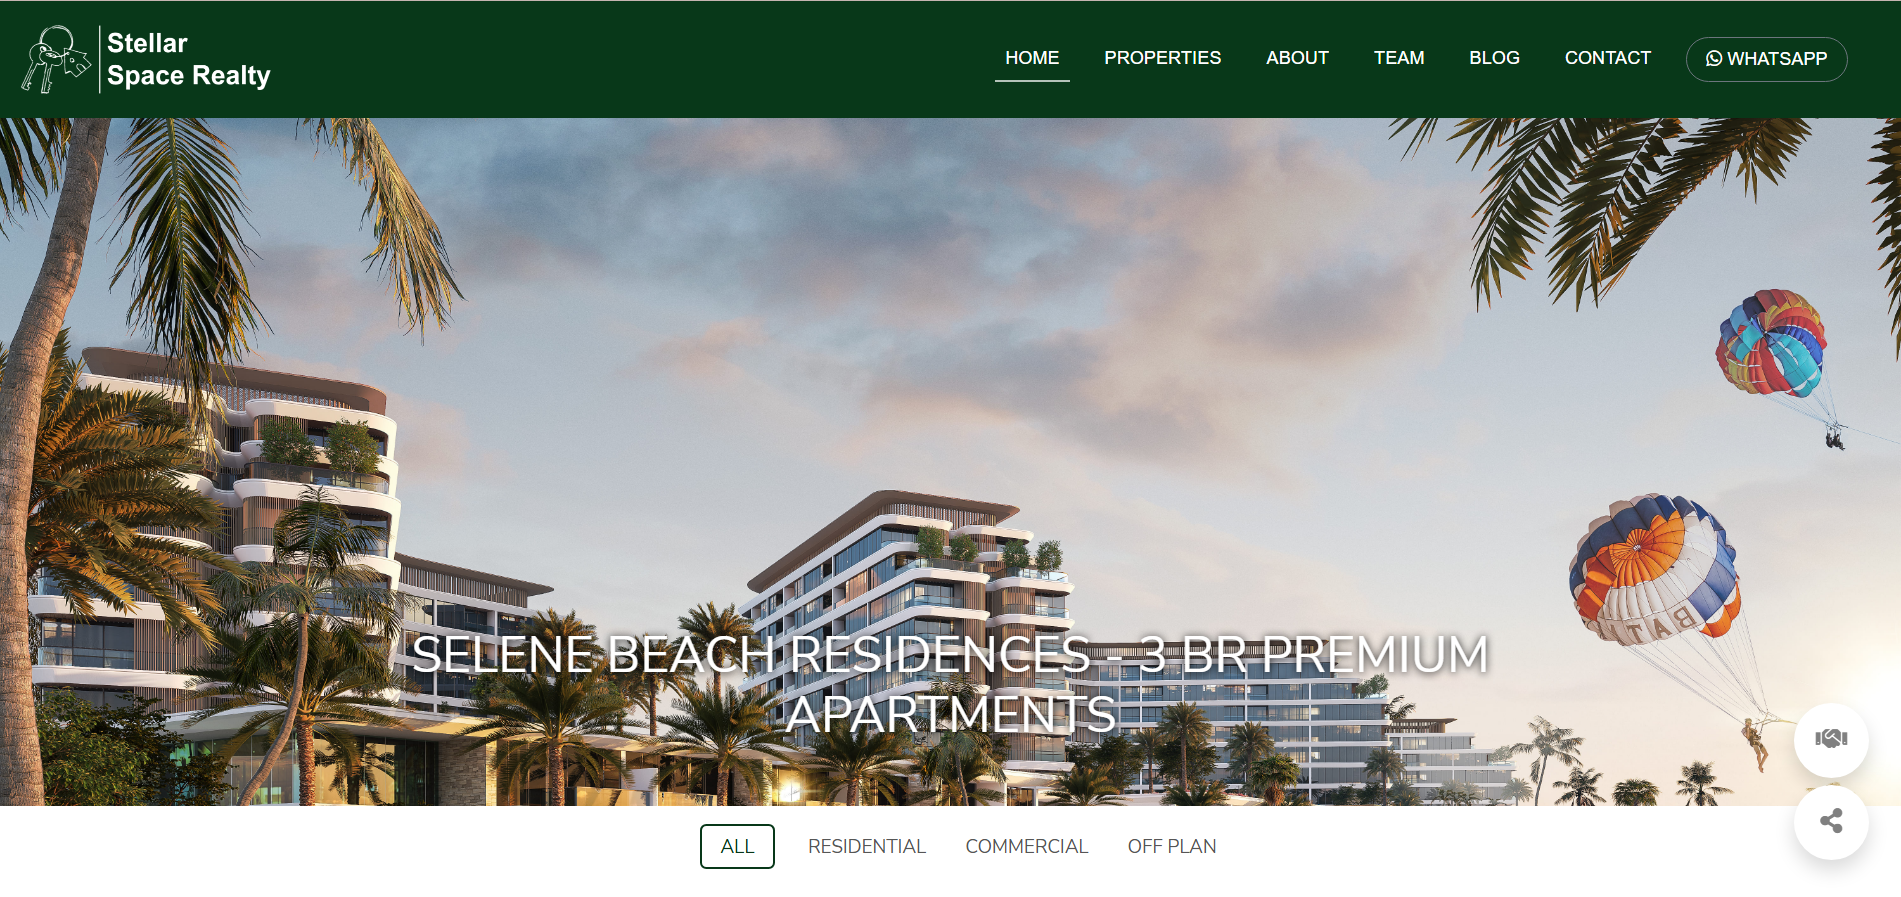 Stellar
Space Realty
HOME PROPERTIES ABOUT TEAM BLOG CONTACT WHATSAPP
BATA
SELENE BEACH RESIDENCES - 3 BR PREMIUM
APARTMENTS
ALL RESIDENTIAL COMMERCIAL OFF PLAN